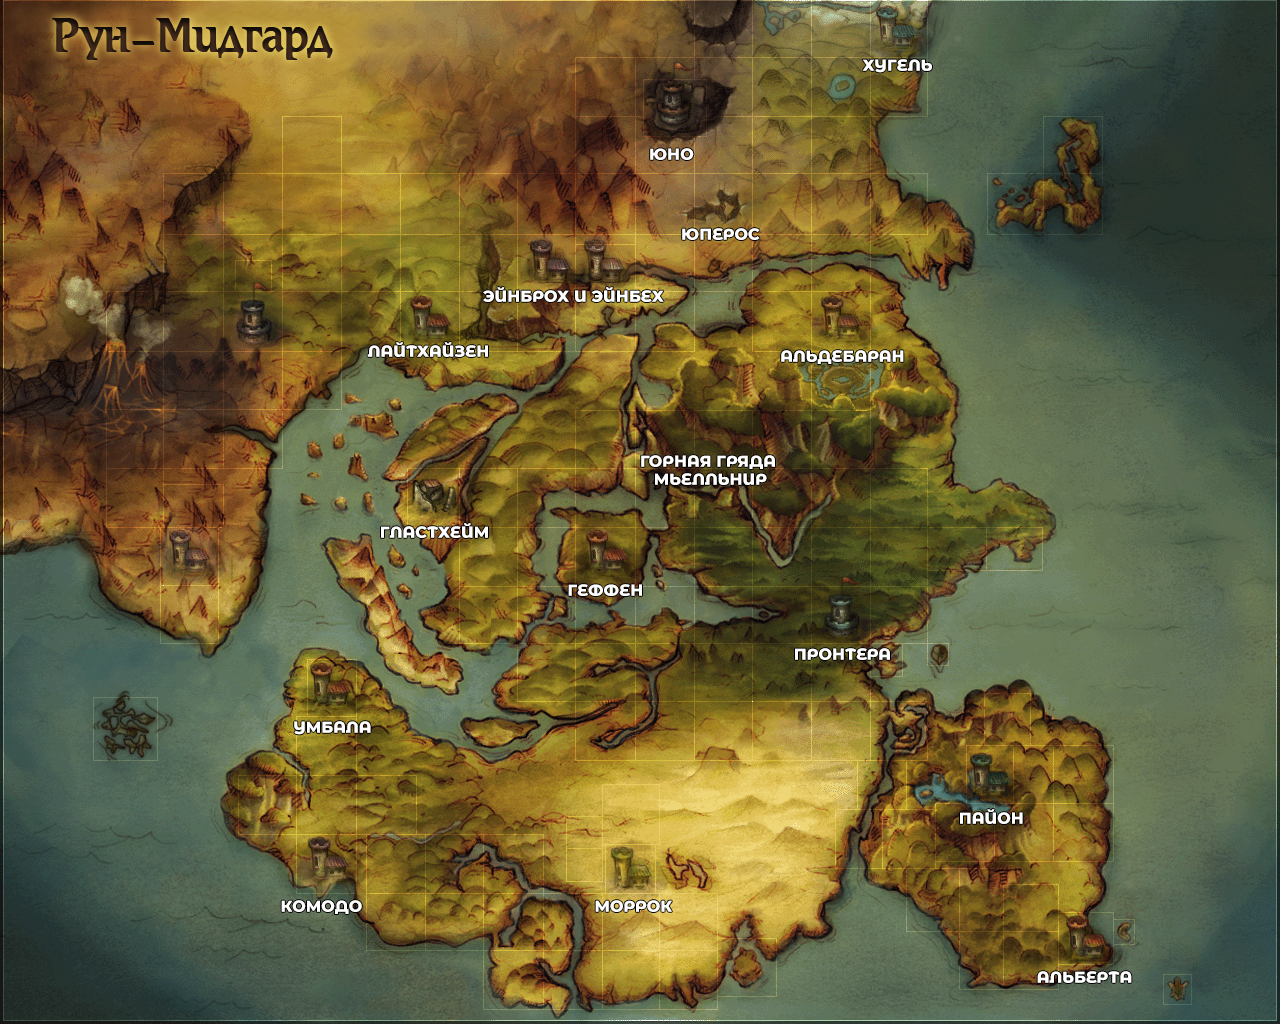 Рун-Мидгард
ХУГЕЛЬ
ЮНО
ЮПЕРОС
ЭЙНБРОХ И ЭЙНБЕХ
ЛАЙТХАЙЗЕН
АЛЬДЕБАРАН
ГОРНАЯ ГРЯДА
МЬЕЛЛЬНИР
ГЛАСТХЕЙМ
ГЕФФЕН
ПРОНТЕРА
УМБАЛА
ПАЙОН
КОМОДО
МОРРОК
АЛЬБЕРТА